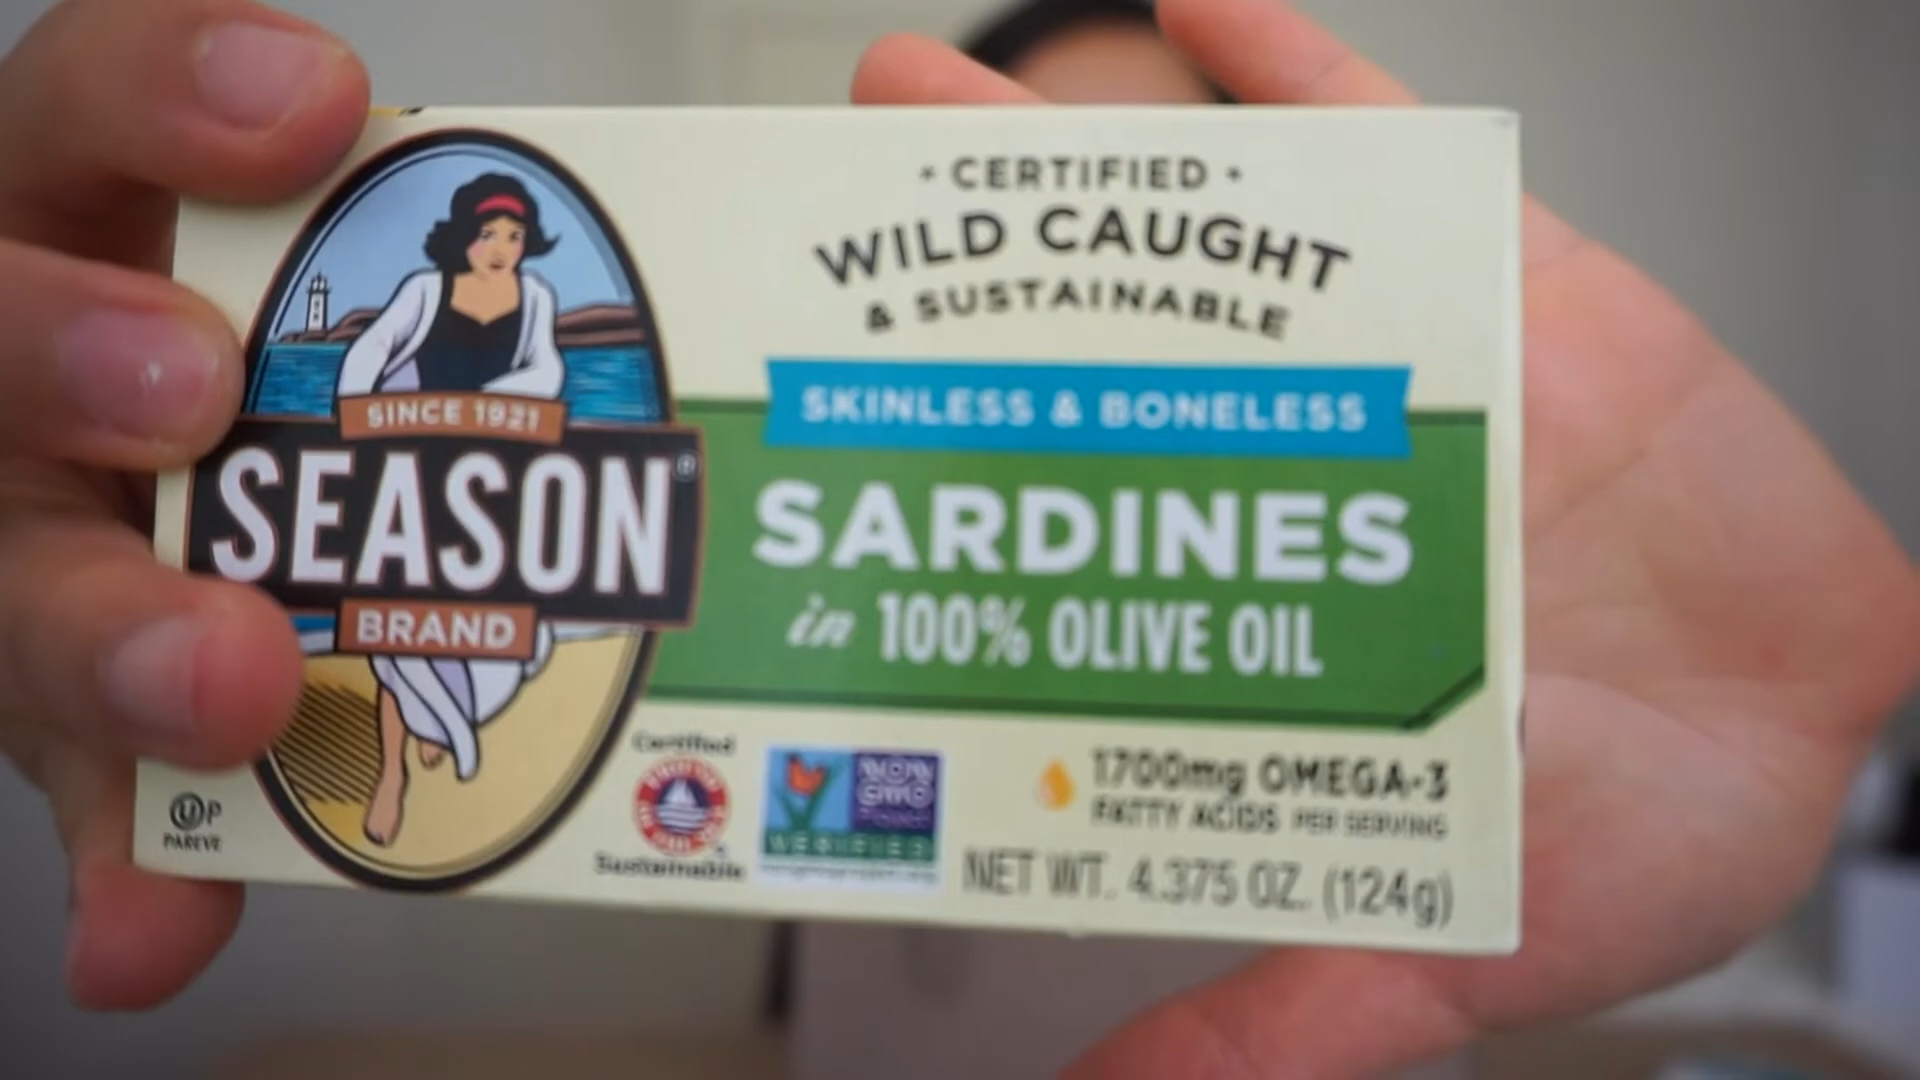 • CERTIFIED •
WILD CAUGHT
& SUSTAINABLE
SKINLESS & BONELESS
SINCE 1921
SEASON®
BRAND
SARDINES
in 100% OLIVE OIL
Certified
Sustainable
NON
GMO
VERIFIED
1700mg OMEGA-3
FATTY ACIDS PER SERVING
NET WT. 4.375 OZ. (124g)
UP
PAREVE